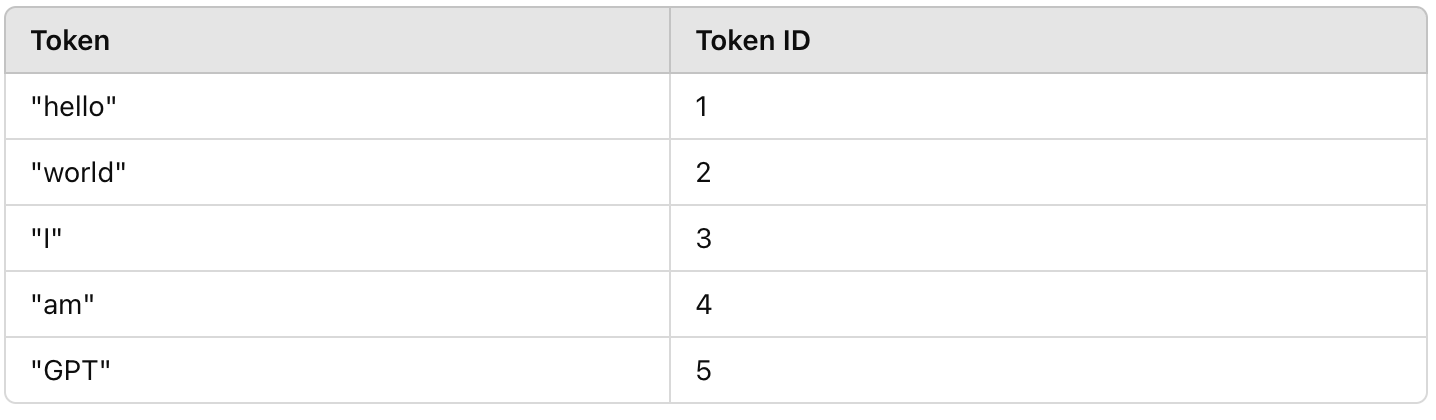 Token Token ID
"hello" 1
"world" 2
"I" 3
"am" 4
"GPT" 5